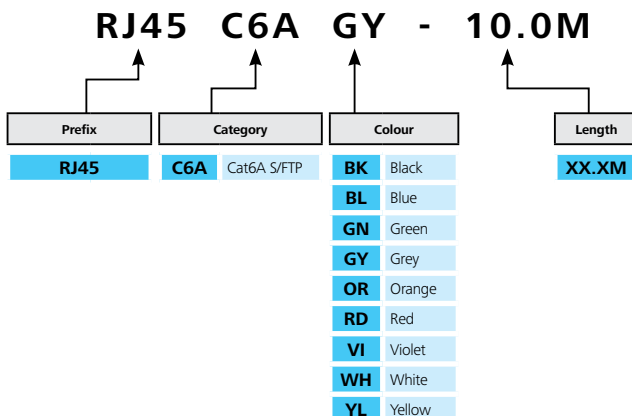 RJ45 C6A GY - 10.0M
Prefix Category Colour Length
RJ45 C6A Cat6A S/FTP BK Black XX.XM
BL Blue
GN Green
GY Grey
OR Orange
RD Red
VI Violet
WH White
YL Yellow